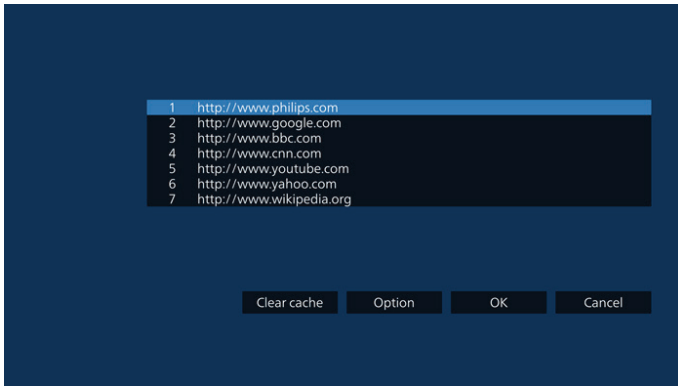 1 http://www.philips.com
2 http://www.google.com
3 http://www.bbc.com
4 http://www.cnn.com
5 http://www.youtube.com
6 http://www.yahoo.com
7 http://www.wikipedia.org
Clear cache Option OK Cancel